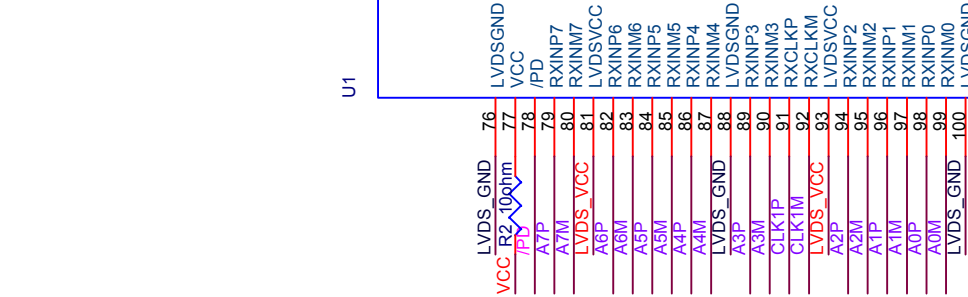 U1
LVDSGND
VCC
/PD
RXINP7
RXINM7
LVDSVCC
RXINP6
RXINM6
RXINP5
RXINM5
RXINP4
RXINM4
LVDSGND
RXINP3
RXINM3
RXCLKP
RXCLKM
LVDSVCC
RXINP2
RXINM2
RXINP1
RXINM1
RXINP0
RXINM0
LVDSGND
76
77
78
79
80
81
82
83
84
85
86
87
88
89
90
91
92
93
94
95
96
97
98
99
100
LVDS_GND
VCC
R2 10ohm
/PD
A7P
A7M
LVDS_VCC
A6P
A6M
A5P
A5M
A4P
A4M
LVDS_GND
A3P
A3M
CLK1P
CLK1M
LVDS_VCC
A2P
A2M
A1P
A1M
A0P
A0M
LVDS_GND